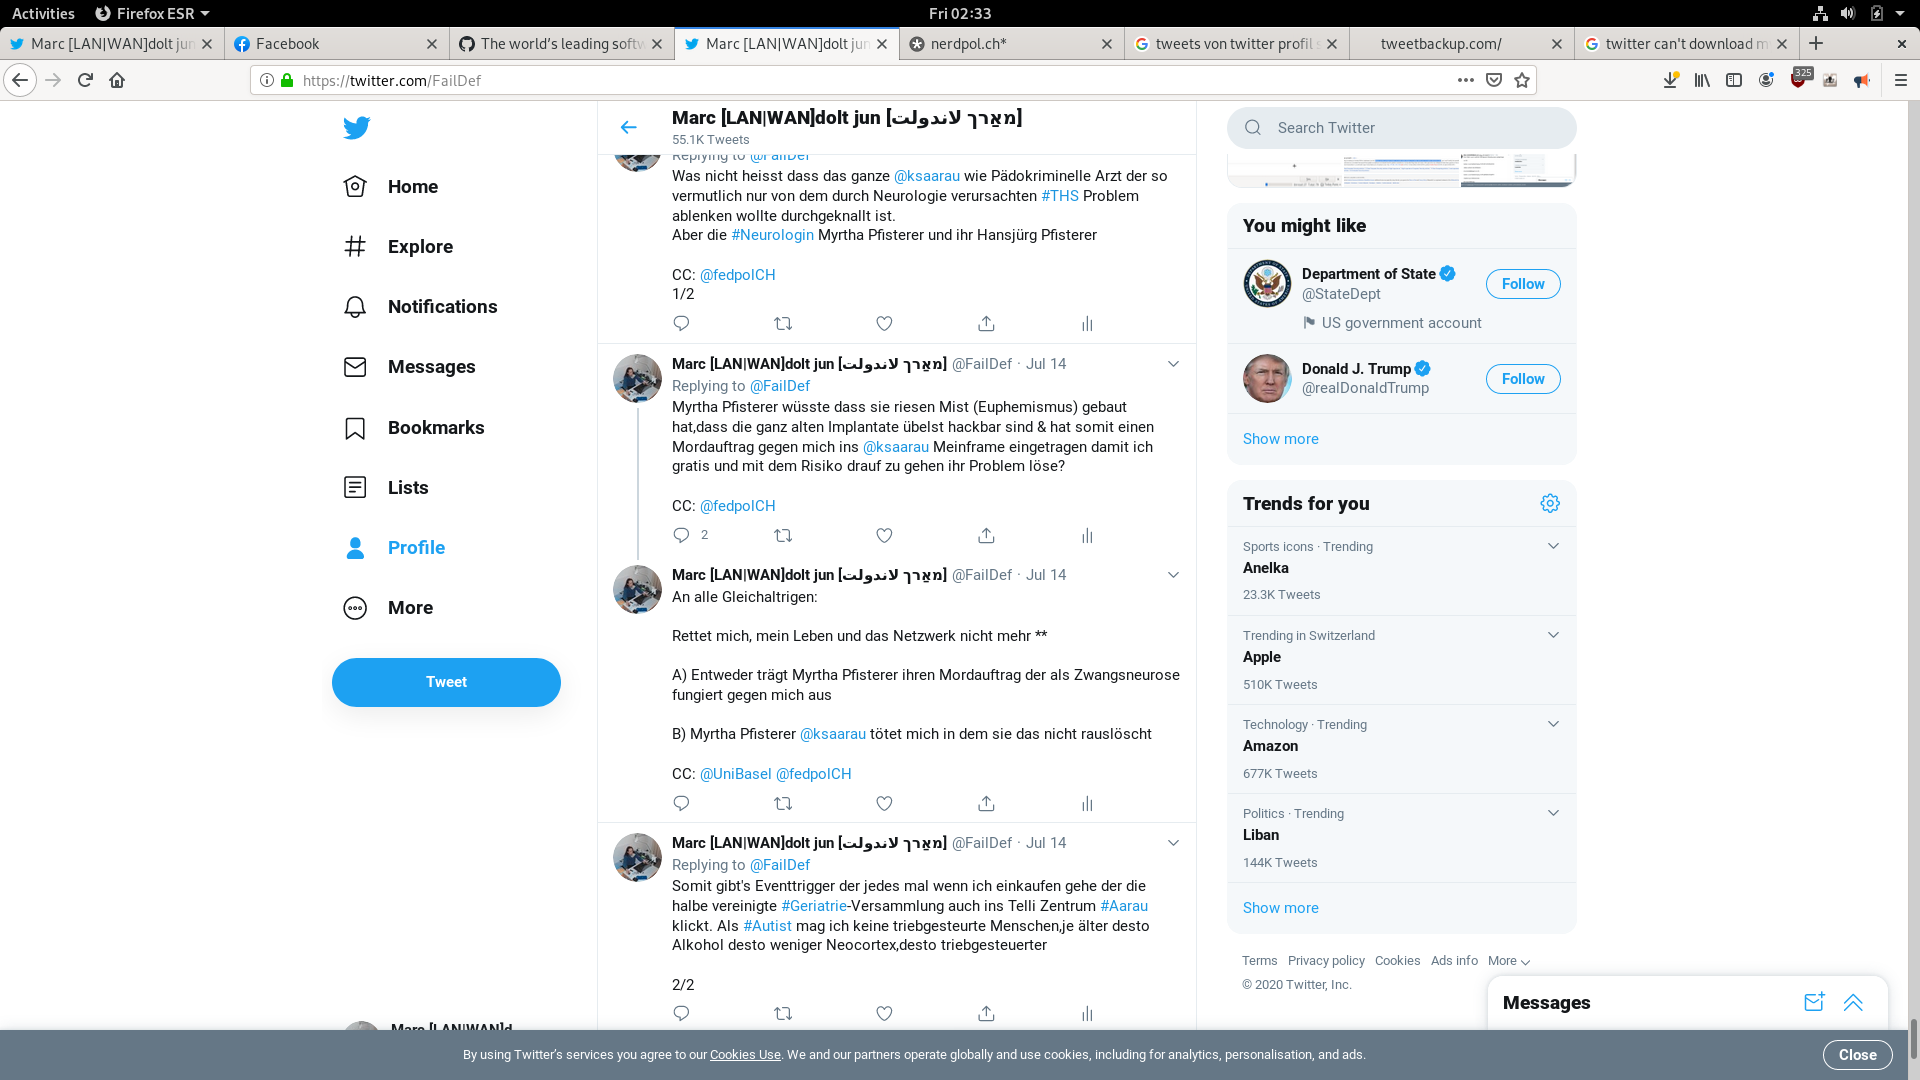 Activities
Firefox ESR
Fri 02:33
Marc [LAN|WAN]dolt jun
Facebook
The world's leading softw
Marc [LAN|WAN]dolt jun
nerdpol.ch*
tweets von twitter profil s
tweetbackup.com/
twitter can't download m
https://twitter.com/FailDef
325
Home
Explore
Notifications
Messages
Bookmarks
Lists
Profile
More
Tweet
Marc [LAN|WAN]d
Marc [LAN|WAN]dolt jun [מאַרך לאندولت]
55.1K Tweets
Replying to @FailDef
Was nicht heisst dass das ganze @ksaarau wie Pädokriminelle Arzt der so
vermutlich nur von dem durch Neurologie verursachten #THS Problem
ablenken wollte durchgeknallt ist.
Aber die #Neurologin Myrtha Pfisterer und ihr Hansjürg Pfisterer
CC: @fedpolCH
1/2
Marc [LAN|WAN]dolt jun [מאַרך לאندولت] @FailDef · Jul 14
Replying to @FailDef
Myrtha Pfisterer wüsste dass sie riesen Mist (Euphemismus) gebaut
hat,dass die ganz alten Implantate übelst hackbar sind & hat somit einen
Mordauftrag gegen mich ins @ksaarau Meinframe eingetragen damit ich
gratis und mit dem Risiko drauf zu gehen ihr Problem löse?
CC: @fedpolCH
2
Marc [LAN|WAN]dolt jun [מאַרך לאندولت] @FailDef · Jul 14
An alle Gleichaltrigen:
Rettet mich, mein Leben und das Netzwerk nicht mehr **
A) Entweder trägt Myrtha Pfisterer ihren Mordauftrag der als Zwangsneurose
fungiert gegen mich aus
B) Myrtha Pfisterer @ksaarau tötet mich in dem sie das nicht rauslöscht
CC: @UniBasel @fedpolCH
Marc [LAN|WAN]dolt jun [מאַרך לאندولت] @FailDef · Jul 14
Replying to @FailDef
Somit gibt's Eventtrigger der jedes mal wenn ich einkaufen gehe der die
halbe vereinigte #Geriatrie-Versammlung auch ins Telli Zentrum #Aarau
klickt. Als #Autist mag ich keine triebgesteurte Menschen,je älter desto
Alkohol desto weniger Neocortex,desto triebgesteuerter
2/2
Search Twitter
You might like
Department of State
@StateDept
US government account
Follow
Donald J. Trump
@realDonaldTrump
Follow
Show more
Trends for you
Sports icons · Trending
Anelka
23.3K Tweets
Trending in Switzerland
Apple
510K Tweets
Technology · Trending
Amazon
677K Tweets
Politics · Trending
Liban
144K Tweets
Show more
Terms Privacy policy Cookies Ads info More
© 2020 Twitter, Inc.
Messages
By using Twitter's services you agree to our Cookies Use. We and our partners operate globally and use cookies, including for analytics, personalisation, and ads.
Close